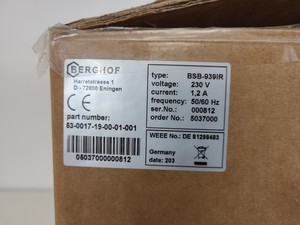 BERGHOF
Harretstrasse 1
D - 72800 Eningen
CE
part number:
53-0017-19-00-01-001
05037000000812
type: BSB-939IR
voltage: 230 V
current: 1,2 A
frequency: 50/60 Hz
ser.No.: 000812
order No: 5037000
WEEE No.: DE 61295483
Germany
date: 203